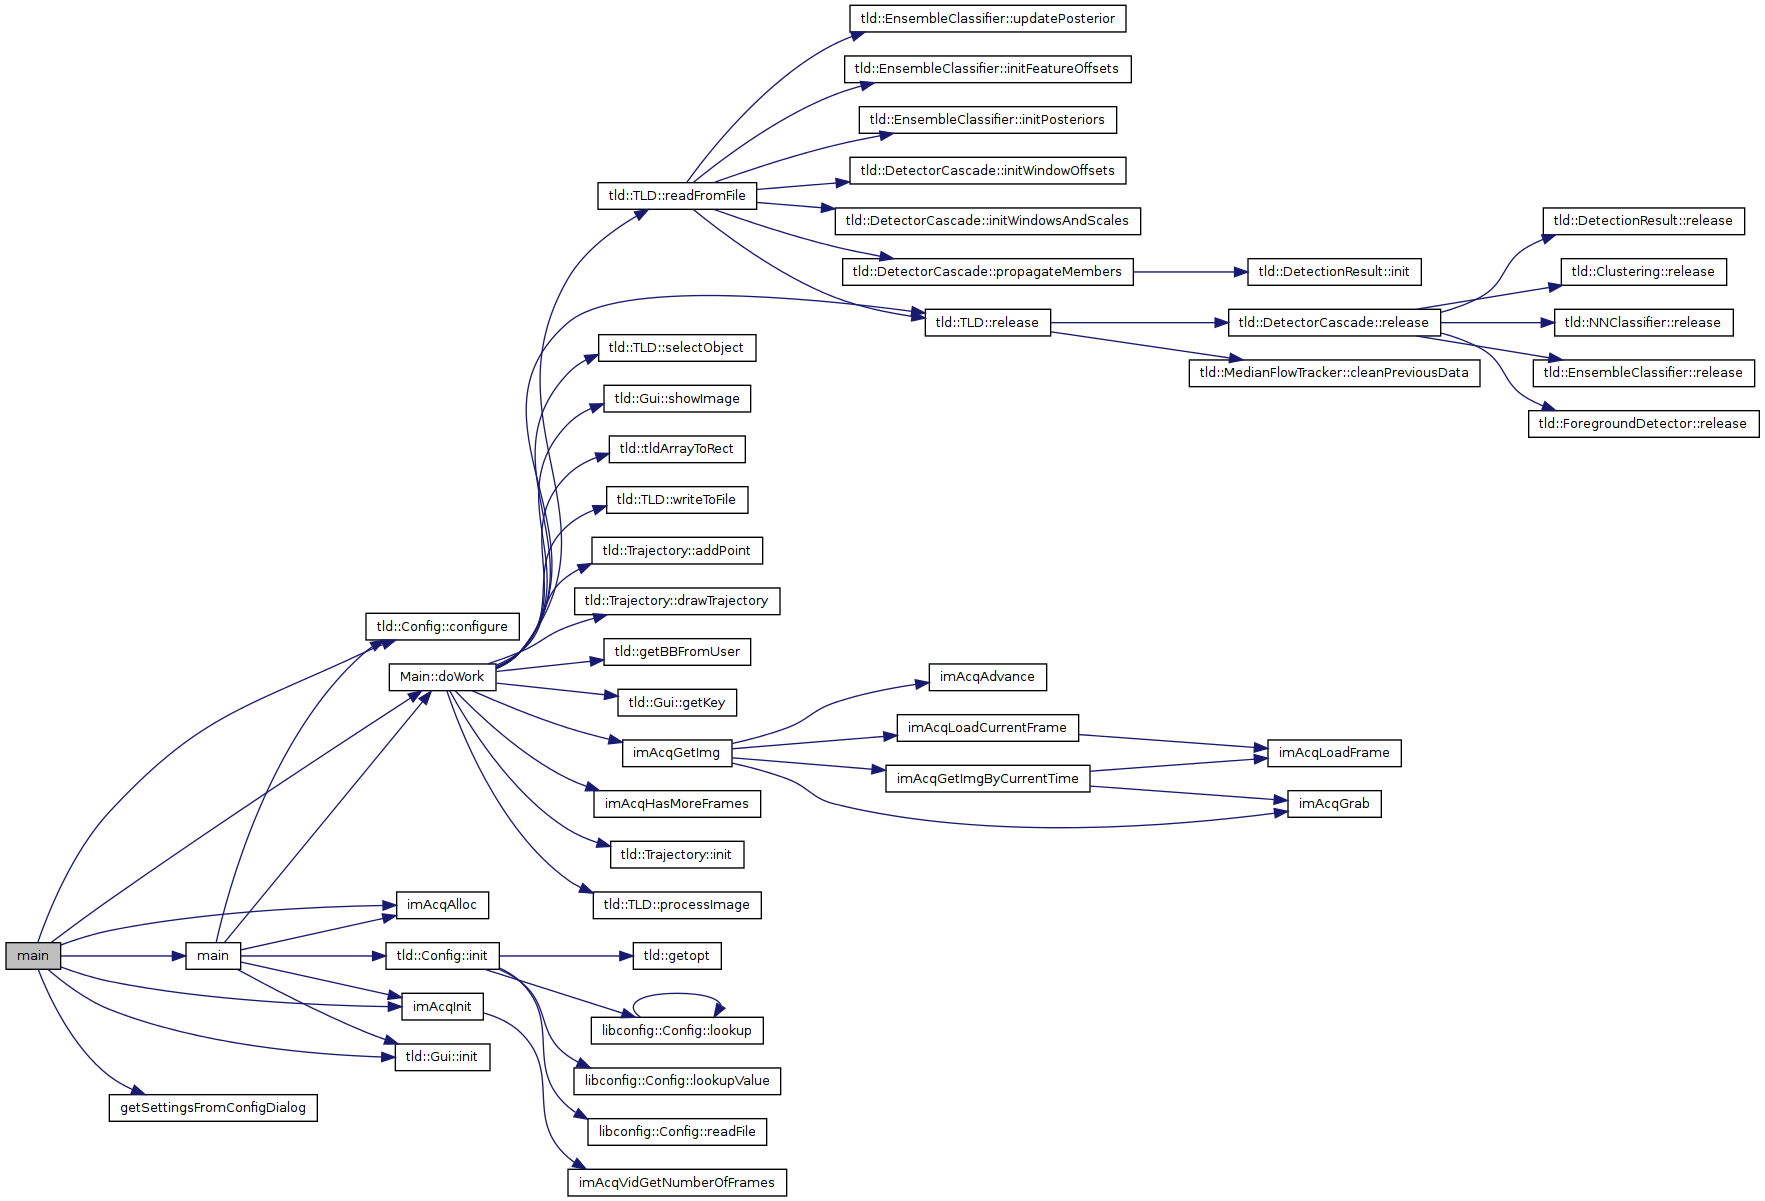 tld::EnsembleClassifier::updatePosterior
tld::EnsembleClassifier::initFeatureOffsets
tld::EnsembleClassifier::initPosteriors
tld::DetectorCascade::initWindowOffsets
tld::TLD::readFromFile
tld::DetectorCascade::initWindowsAndScales
tld::DetectionResult::release
tld::DetectorCascade::propagateMembers
tld::DetectionResult::init
tld::Clustering::release
tld::TLD::release
tld::DetectorCascade::release
tld::NNClassifier::release
tld::TLD::selectObject
tld::MedianFlowTracker::cleanPreviousData
tld::EnsembleClassifier::release
tld::Gui::showImage
tld::ForegroundDetector::release
tld::tldArrayToRect
tld::TLD::writeToFile
tld::Trajectory::addPoint
tld::Trajectory::drawTrajectory
tld::Config::configure
tld::getBBFromUser
Main::doWork
imAcqAdvance
tld::Gui::getKey
imAcqLoadCurrentFrame
imAcqGetImg
imAcqLoadFrame
imAcqGetImgByCurrentTime
imAcqHasMoreFrames
imAcqGrab
tld::Trajectory::init
imAcqAlloc
tld::TLD::processImage
main
main
tld::Config::init
tld::getopt
imAcqInit
libconfig::Config::lookup
tld::Gui::init
libconfig::Config::lookupValue
getSettingsFromConfigDialog
libconfig::Config::readFile
imAcqVidGetNumberOfFrames